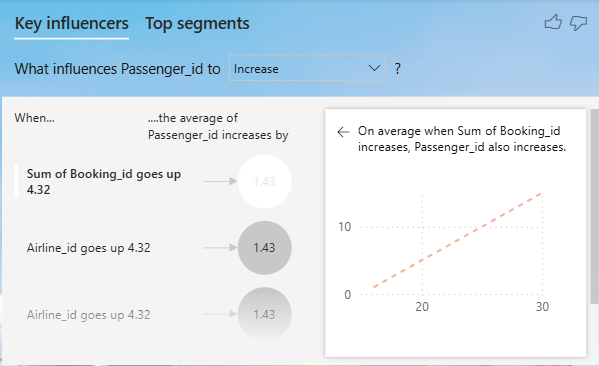 Key influencers Top segments
What influences Passenger_id to Increase ?
When... ....the average of
Passenger_id increases by
Sum of Booking_id goes up
4.32
1.43
Airline_id goes up 4.32
1.43
Airline_id goes up 4.32
1.43
On average when Sum of Booking_id
increases, Passenger_id also increases.
10
0
20 30